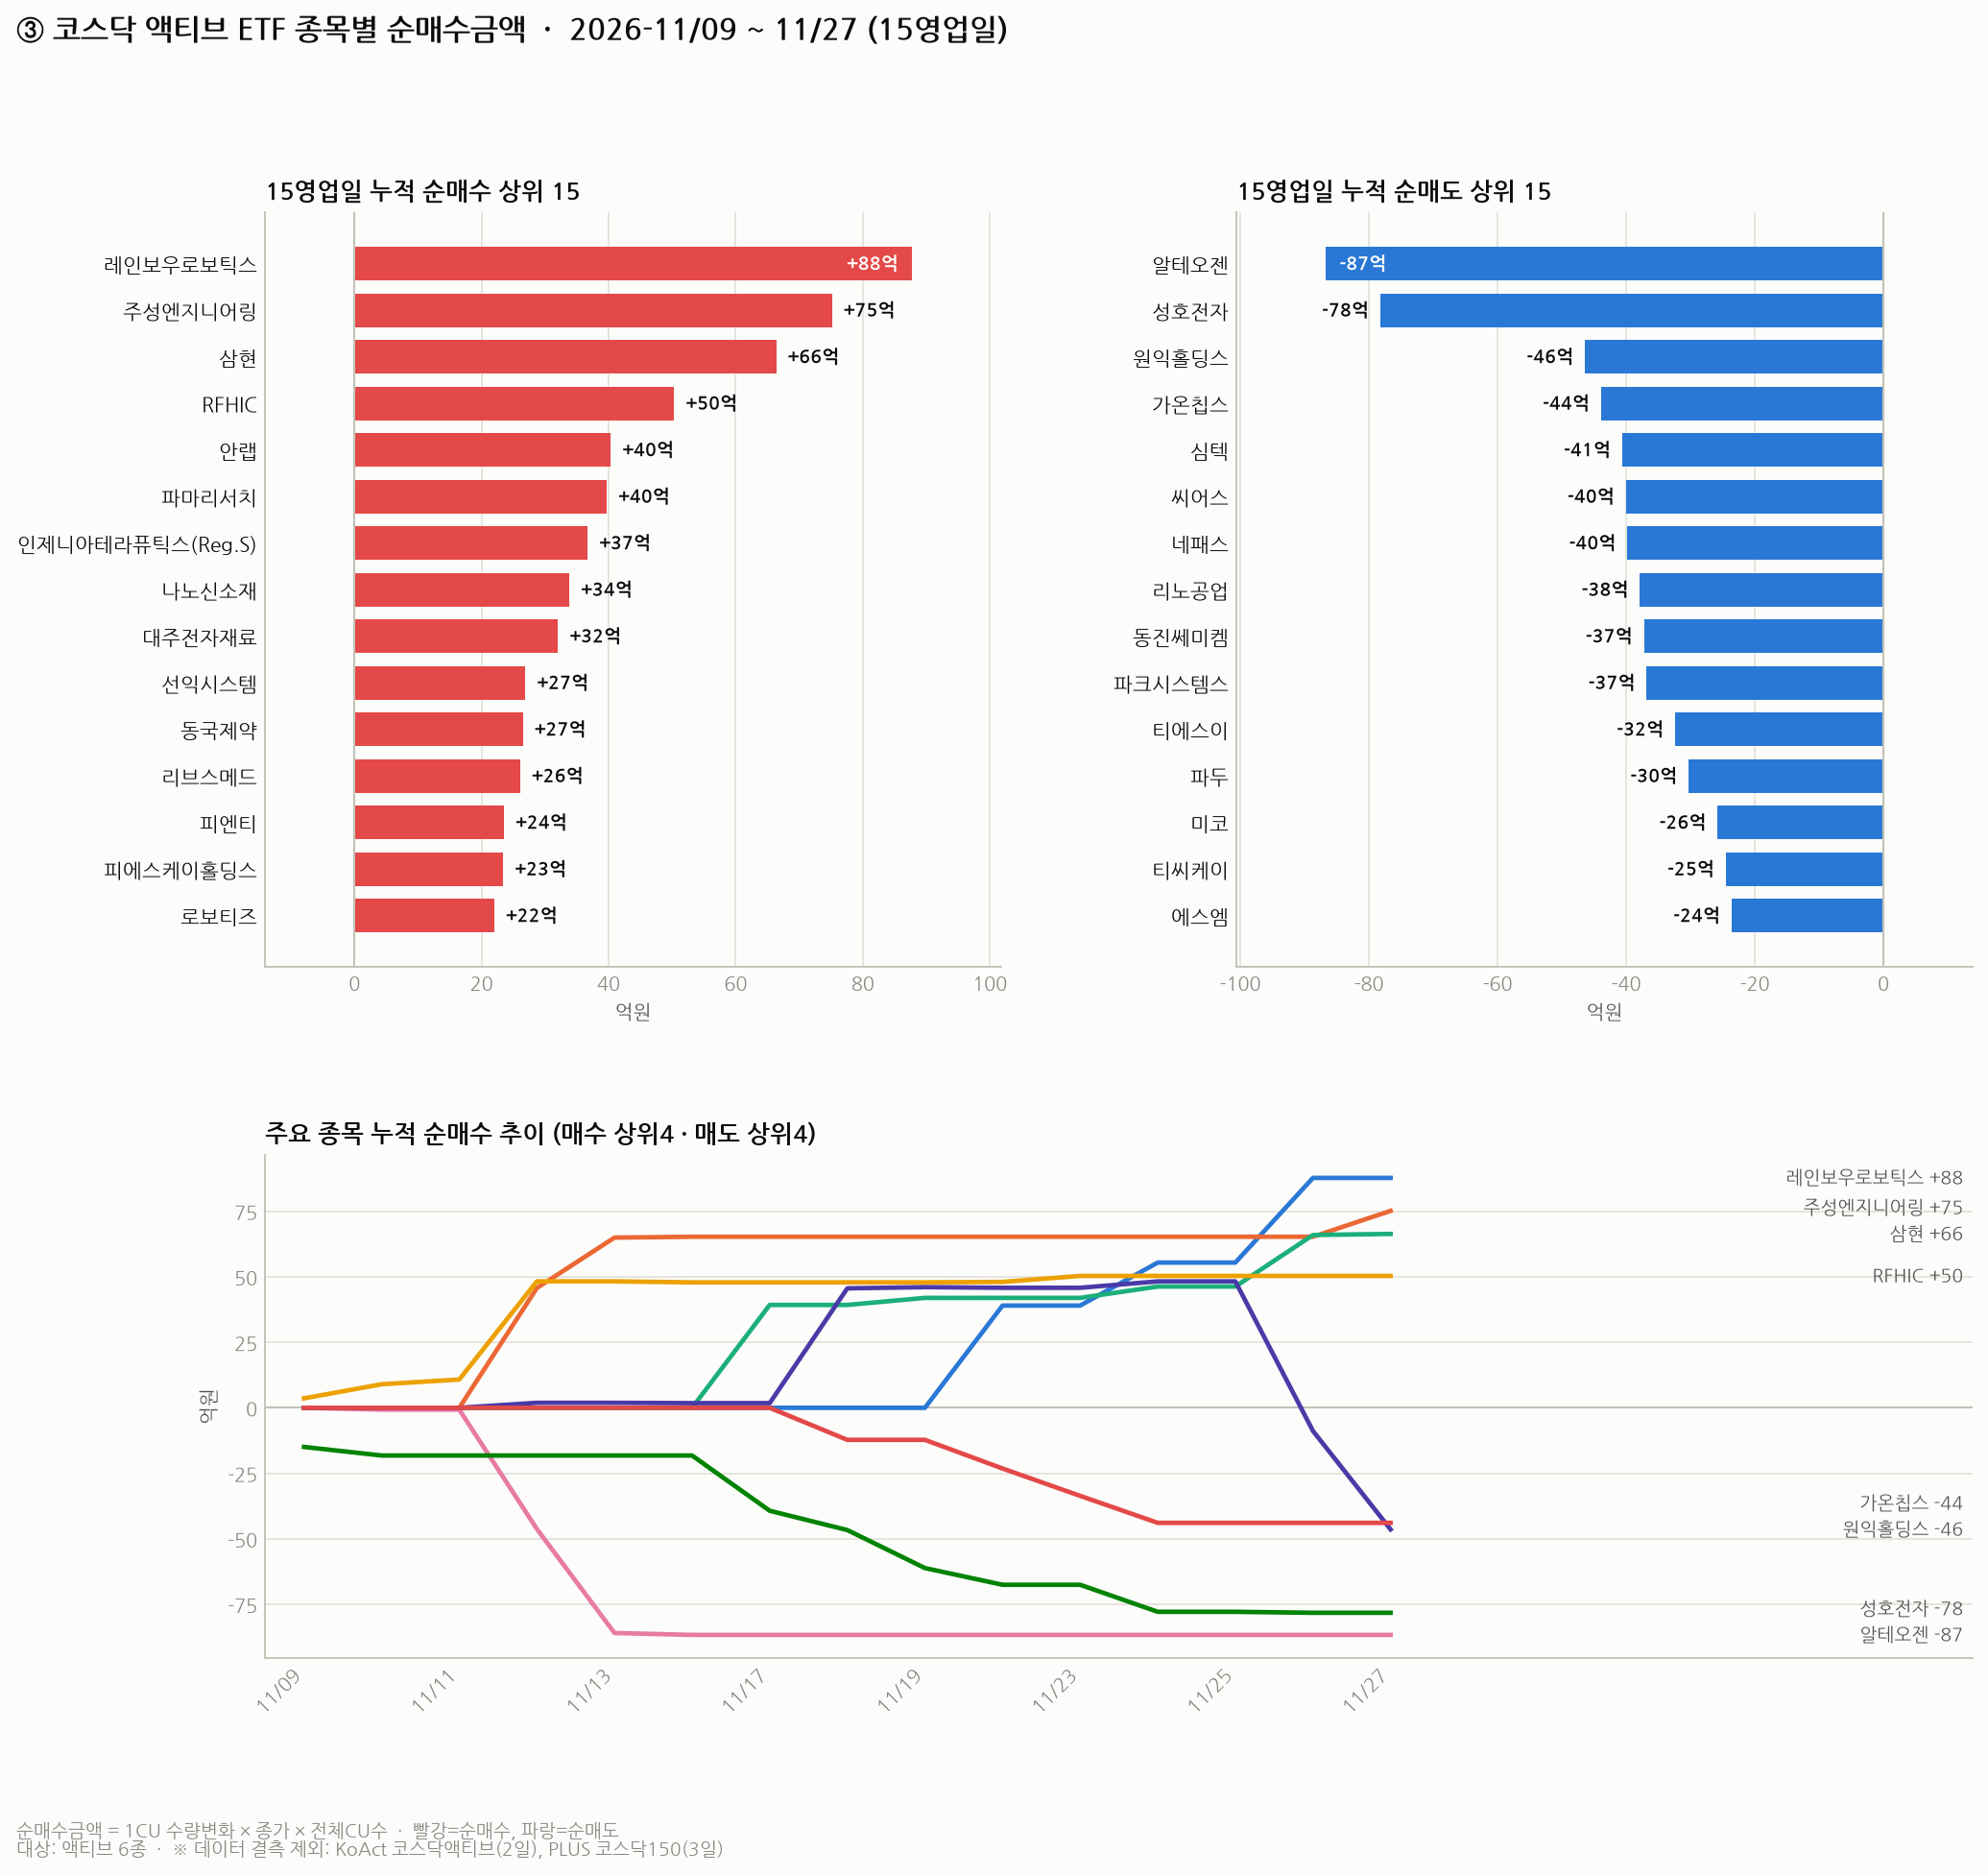 ③ 코스닥 액티브 ETF 종목별 순매수금액 · 2026-11/09 ~ 11/27 (15영업일)
15영업일 누적 순매수 상위 15
레인보우로보틱스 +88억
주성엔지니어링 +75억
삼현 +66억
RFHIC +50억
안랩 +40억
파마리서치 +40억
인제니아테라퓨틱스(Reg.S) +37억
나노신소재 +34억
대주전자재료 +32억
선익시스템 +27억
동국제약 +27억
리브스메드 +26억
피엔티 +24억
피에스케이홀딩스 +23억
로보티즈 +22억
0 20 40 60 80 100
억원
15영업일 누적 순매도 상위 15
알테오젠 -87억
성호전자 -78억
원익홀딩스 -46억
가온칩스 -44억
심텍 -41억
씨어스 -40억
네패스 -40억
리노공업 -38억
동진쎄미켐 -37억
파크시스템스 -37억
티에스이 -32억
파두 -30억
미코 -26억
티씨케이 -25억
에스엠 -24억
-100 -80 -60 -40 -20 0
억원
주요 종목 누적 순매수 추이 (매수 상위4 · 매도 상위4)
억원
75
50
25
0
-25
-50
-75
레인보우로보틱스 +88
주성엔지니어링 +75
삼현 +66
RFHIC +50
가온칩스 -44
원익홀딩스 -46
성호전자 -78
알테오젠 -87
11/09 11/11 11/13 11/17 11/19 11/23 11/25 11/27
순매수금액 = 1CU 수량변화 × 종가 × 전체CU수 · 빨강=순매수, 파랑=순매도
대상: 액티브 6종 · ※ 데이터 결측 제외: KoAct 코스닥액티브(2일), PLUS 코스닥150(3일)